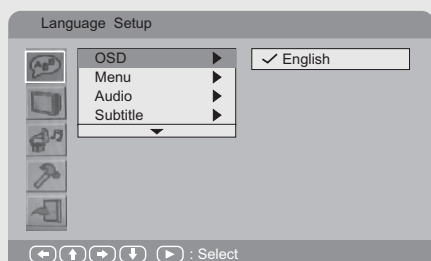 Language Setup
OSD
Menu
Audio
Subtitle
English
: Select